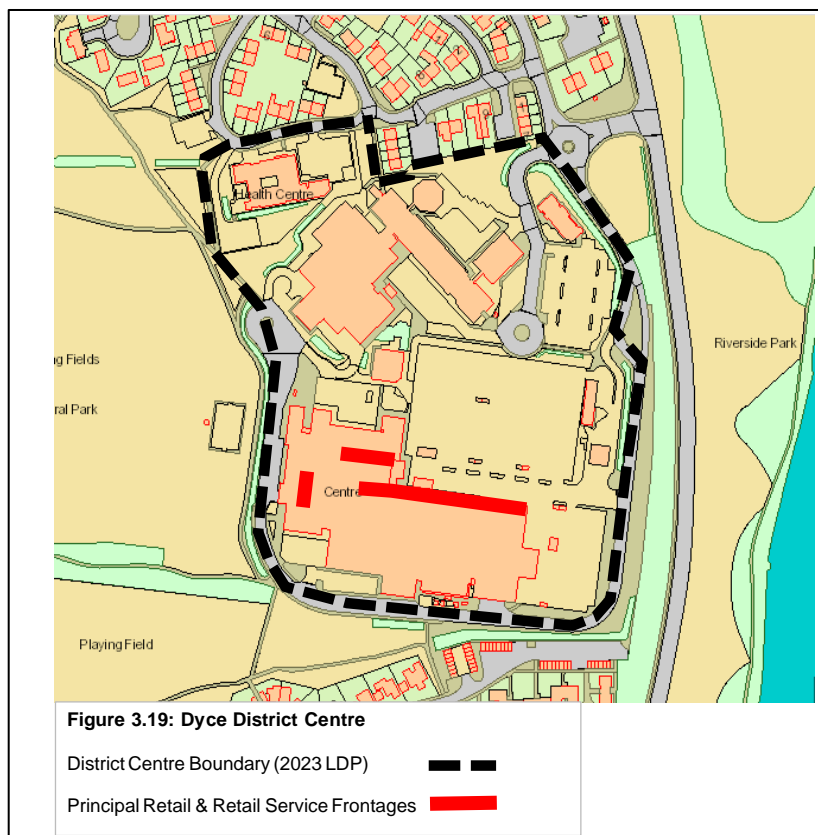 Health Centre
Riverside Park
ng Fields
ral Park
Centre
Playing Field
Figure 3.19: Dyce District Centre
District Centre Boundary (2023 LDP)
Principal Retail & Retail Service Frontages